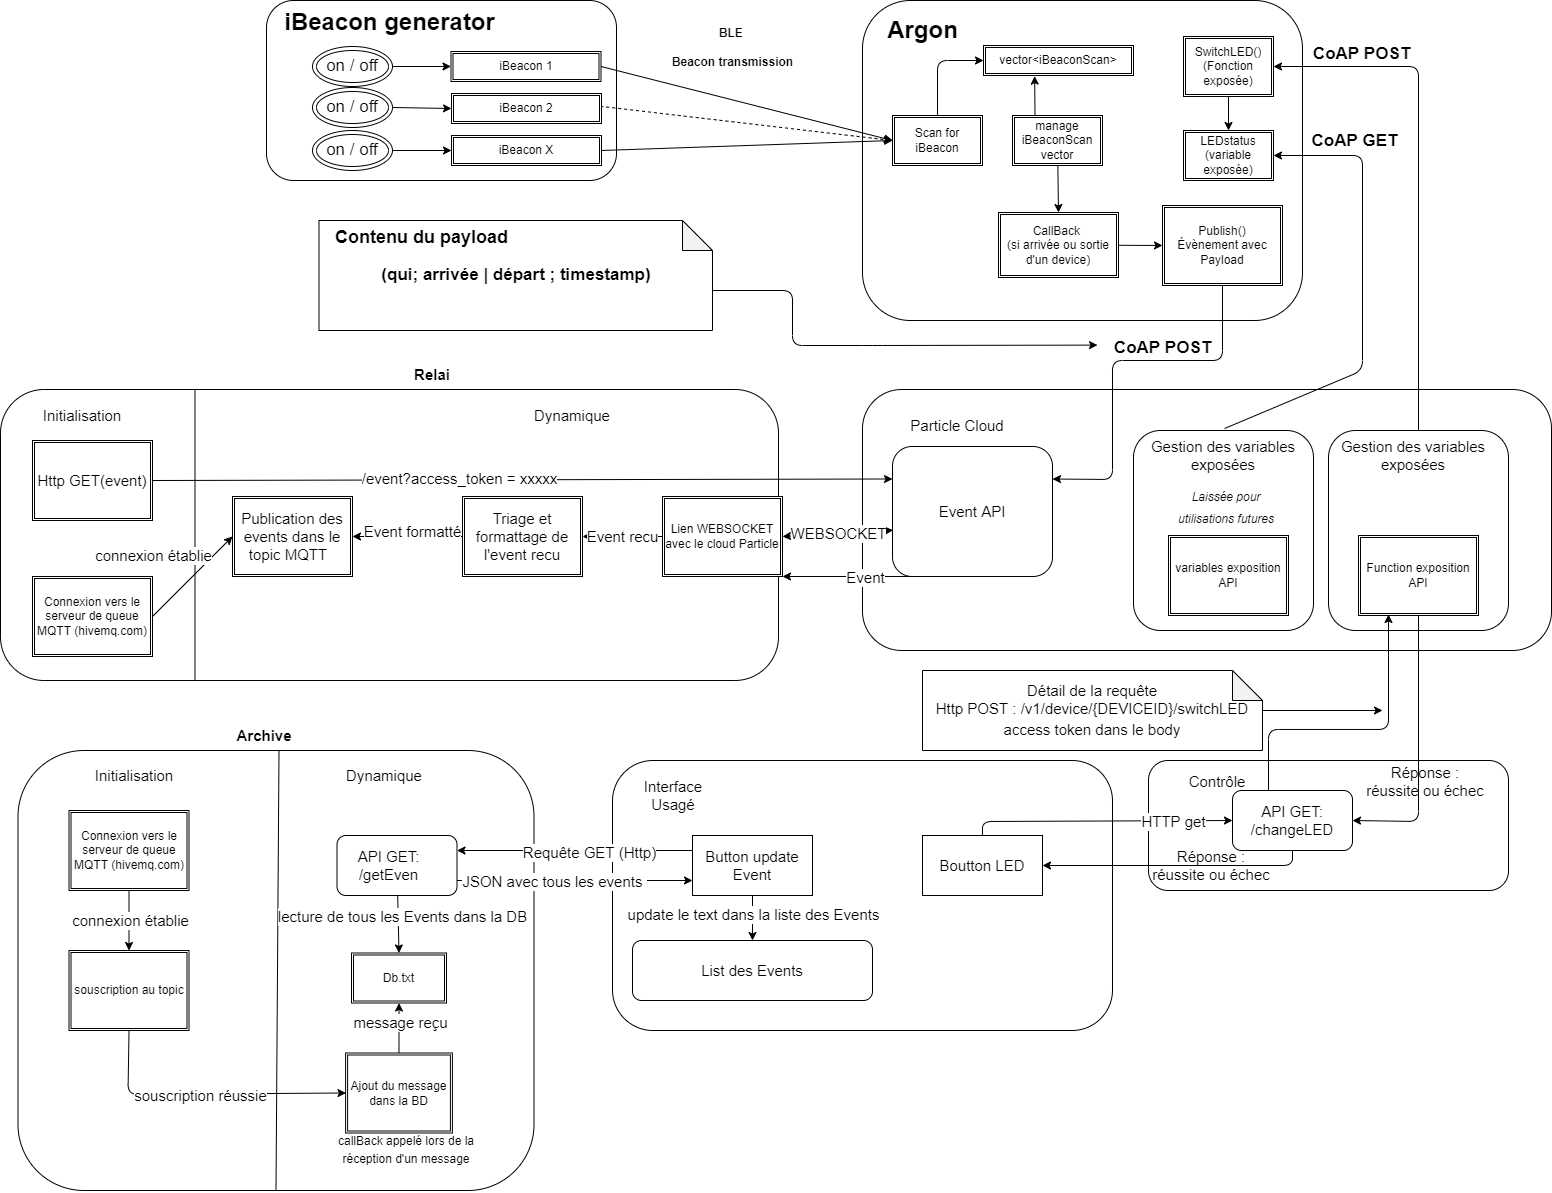 iBeacon generator
on / off
iBeacon 1
on / off
iBeacon 2
on / off
iBeacon X
BLE
Beacon transmission
Argon
vector<iBeaconScan>
Scan for
iBeacon
manage
iBeaconScan
vector
SwitchLED()
(Fonction
exposée)
LEDstatus
(variable
exposée)
CallBack
(si arrivée ou sortie
d'un device)
Publish()
Évènement avec
Payload
CoAP POST
CoAP GET
Contenu du payload
(qui; arrivée | départ ; timestamp)
CoAP POST
Relai
Initialisation
Dynamique
Http GET(event)
/event?access_token = xxxxx
Publication des
events dans le
topic MQTT
Event formatté
Triage et
formattage de
l'event recu
Event recu
Lien WEBSOCKET
avec le cloud Particle
WEBSOCKET
Event
connexion établie
Connexion vers le
serveur de queue
MQTT (hivemq.com)
Particle Cloud
Event API
Gestion des variables
exposées
Laissée pour
utilisations futures
variables exposition
API
Gestion des variables
exposées
Function exposition
API
Détail de la requête
Http POST : /v1/device/{DEVICEID}/switchLED
access token dans le body
Archive
Initialisation
Dynamique
Connexion vers le
serveur de queue
MQTT (hivemq.com)
connexion établie
souscription au topic
souscription réussie
API GET:
/getEven
lecture de tous les Events dans la DB
Db.txt
message reçu
Ajout du message
dans la BD
callBack appelé lors de la
réception d'un message
Requête GET (Http)
JSON avec tous les events
Interface
Usagé
Button update
Event
update le text dans la liste des Events
List des Events
Boutton LED
HTTP get
Contrôle
API GET:
/changeLED
Réponse :
réussite ou échec
Réponse :
réussite ou échec